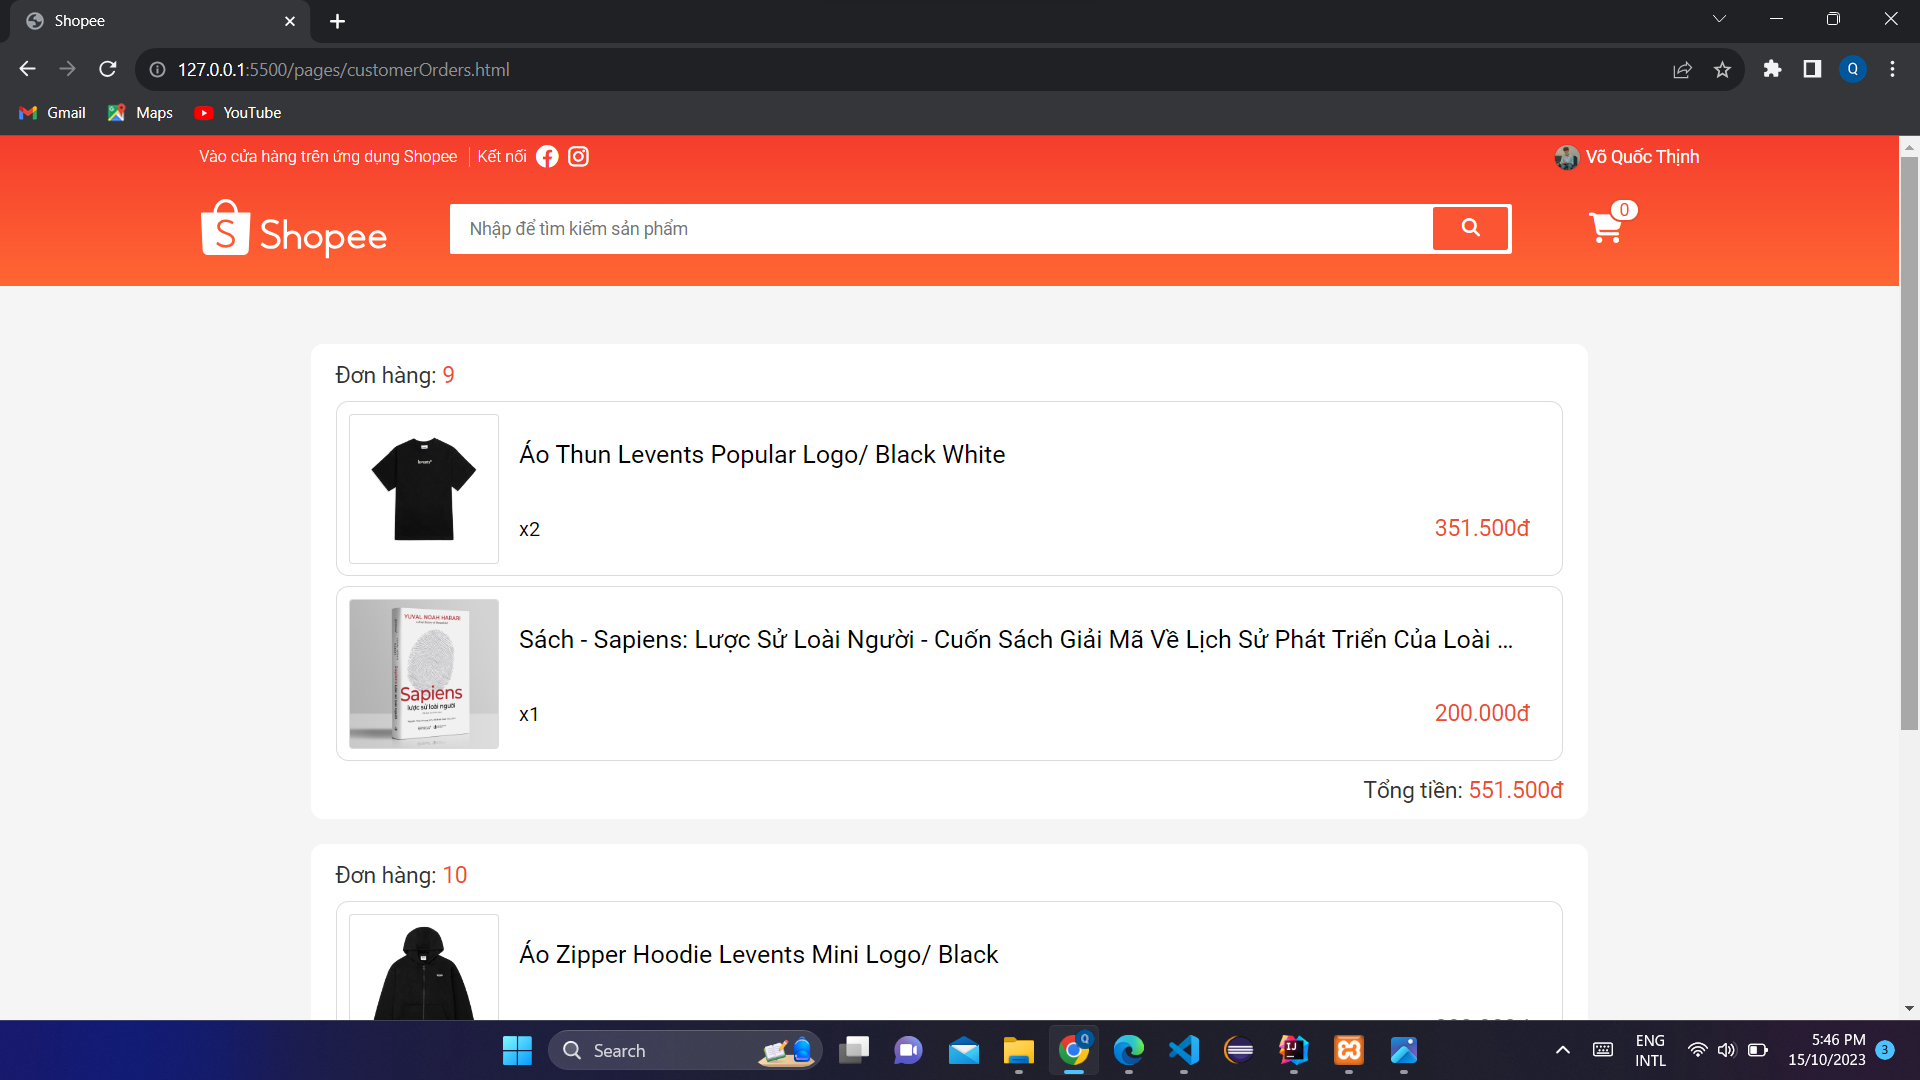 Shopee
127.0.0.1:5500/pages/customerOrders.html
Q
Gmail Maps YouTube
Vào cửa hàng trên ứng dụng Shopee Kết nối Võ Quốc Thịnh
Shopee Nhập để tìm kiếm sản phẩm 0
Đơn hàng: 9
Áo Thun Levents Popular Logo/ Black White
x2 351.500đ
YUVAL NOAH HARARI
Sapiens
lược sử loài người
Sách - Sapiens: Lược Sử Loài Người - Cuốn Sách Giải Mã Về Lịch Sử Phát Triển Của Loài ...
x1 200.000đ
Tổng tiền: 551.500đ
Đơn hàng: 10
Áo Zipper Hoodie Levents Mini Logo/ Black
Search
ENG
INTL
5:46 PM
15/10/2023
3